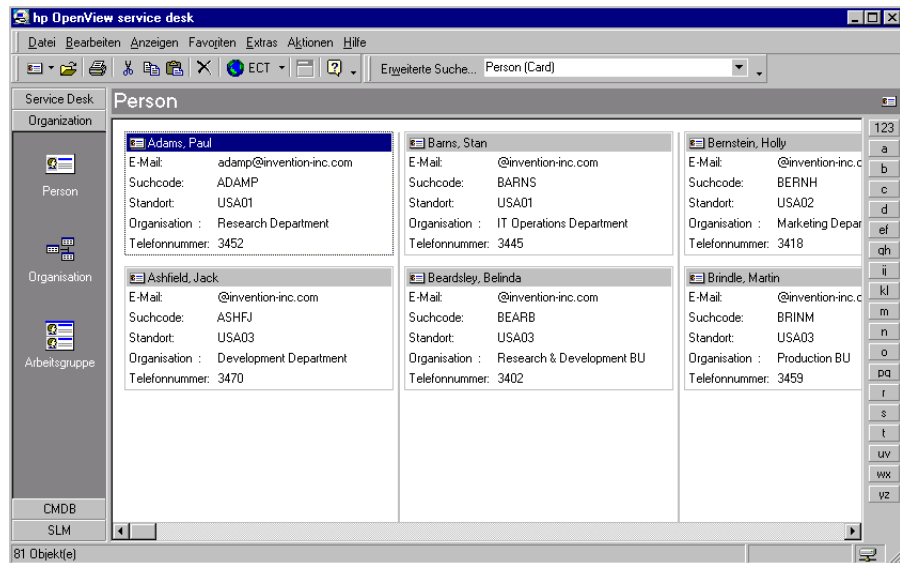 hp OpenView service desk
Datei Bearbeiten Anzeigen Favoriten Extras Aktionen Hilfe
ECT Erweiterte Suche... Person (Card)
Service Desk
Organization
Person
Organisation
Arbeitsgruppe
CMDB
SLM
Person
Adams, Paul
E-Mail: adamp@invention-inc.com
Suchcode: ADAMP
Standort: USA01
Organisation : Research Department
Telefonnummer: 3452
Ashfield, Jack
E-Mail: @invention-inc.com
Suchcode: ASHFJ
Standort: USA03
Organisation : Development Department
Telefonnummer: 3470
Barns, Stan
E-Mail: @invention-inc.com
Suchcode: BARNS
Standort: USA01
Organisation : IT Operations Department
Telefonnummer: 3445
Beardsley, Belinda
E-Mail: @invention-inc.com
Suchcode: BEARB
Standort: USA03
Organisation : Research & Development BU
Telefonnummer: 3402
Bernstein, Holly
E-Mail: @invention-inc.c
Suchcode: BERNH
Standort: USA02
Organisation : Marketing Depar
Telefonnummer: 3418
Brindle, Martin
E-Mail: @invention-inc.c
Suchcode: BRINM
Standort: USA03
Organisation : Production BU
Telefonnummer: 3459
123
a
b
c
d
ef
gh
ij
kl
m
n
o
pq
r
s
t
uv
wx
yz
81 Objekt(e)